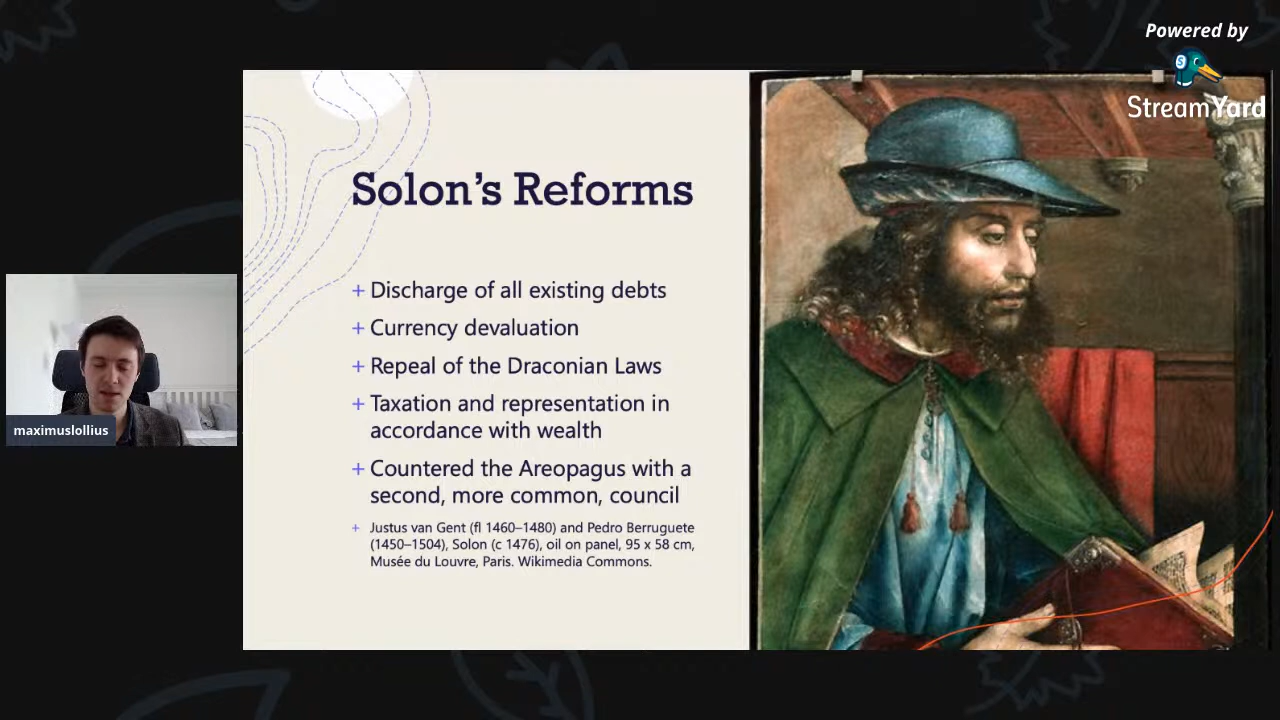 Powered by
StreamYard
Solon's Reforms
+ Discharge of all existing debts
+ Currency devaluation
+ Repeal of the Draconian Laws
+ Taxation and representation in
accordance with wealth
+ Countered the Areopagus with a
second, more common, council
+ Justus van Gent (fl 1460–1480) and Pedro Berruguete
(1450–1504), Solon (c 1476), oil on panel, 95 x 58 cm,
Musée du Louvre, Paris. Wikimedia Commons.
maximuslollius